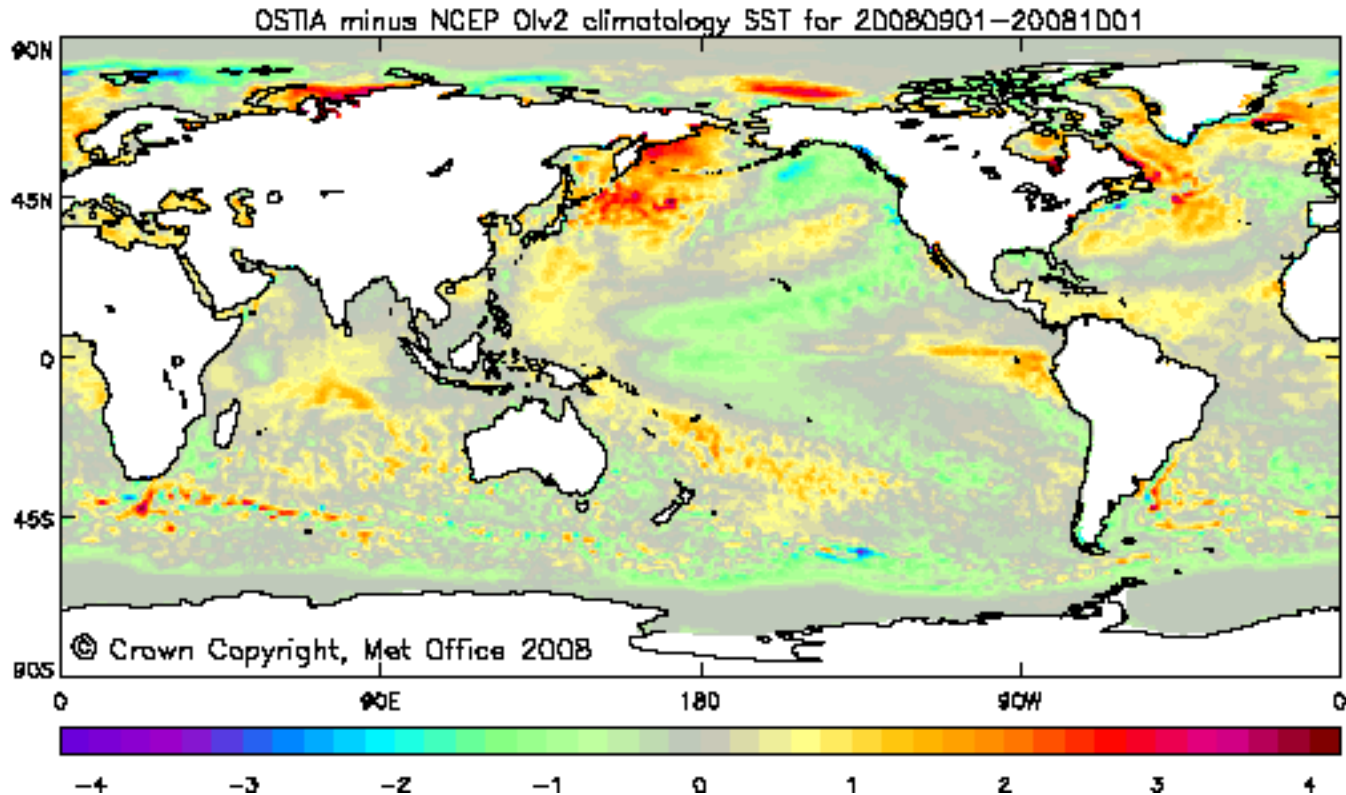 OSTIA minus NCEP OIv2 climatology SST for 20080901-20081001
90N
45N
0
45S
90S
© Crown Copyright, Met Office 2008
0 90E 180 90W 0
-4 -3 -2 -1 0 1 2 3 4